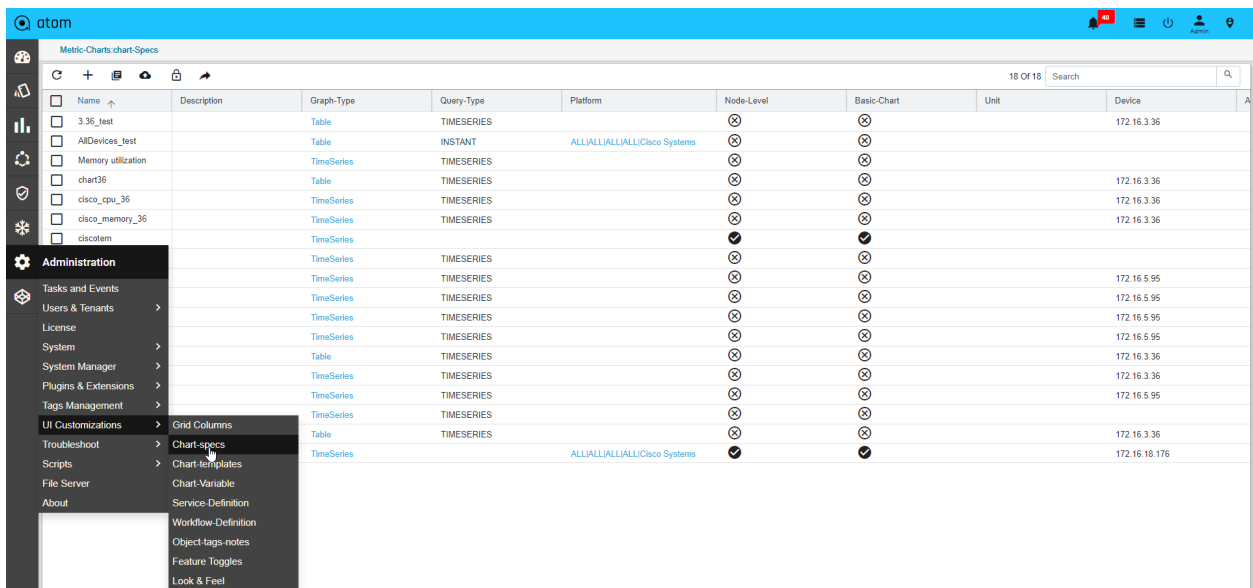 atom
40
Admin
Metric-Charts:chart-Specs
18 Of 18 Search
Name Description Graph-Type Query-Type Platform Node-Level Basic-Chart Unit Device A
3.36_test Table TIMESERIES 172.16.3.36
AllDevices_test Table INSTANT ALL|ALL|ALL|ALL|Cisco Systems
Memory utilization TimeSeries TIMESERIES
chart36 Table TIMESERIES 172.16.3.36
cisco_cpu_36 TimeSeries TIMESERIES 172.16.3.36
cisco_memory_36 TimeSeries TIMESERIES 172.16.3.36
ciscotem TimeSeries
TimeSeries TIMESERIES
TimeSeries TIMESERIES 172.16.5.95
TimeSeries TIMESERIES 172.16.5.95
TimeSeries TIMESERIES 172.16.5.95
TimeSeries TIMESERIES 172.16.5.95
Table TIMESERIES 172.16.3.36
TimeSeries TIMESERIES 172.16.3.36
TimeSeries TIMESERIES 172.16.5.95
TimeSeries TIMESERIES
Table TIMESERIES 172.16.3.36
TimeSeries ALL|ALL|ALL|ALL|Cisco Systems 172.16.18.176
Administration
Tasks and Events
Users & Tenants
License
System
System Manager
Plugins & Extensions
Tags Management
UI Customizations
Troubleshoot
Scripts
File Server
About
Grid Columns
Chart-specs
Chart-templates
Chart-Variable
Service-Definition
Workflow-Definition
Object-tags-notes
Feature Toggles
Look & Feel